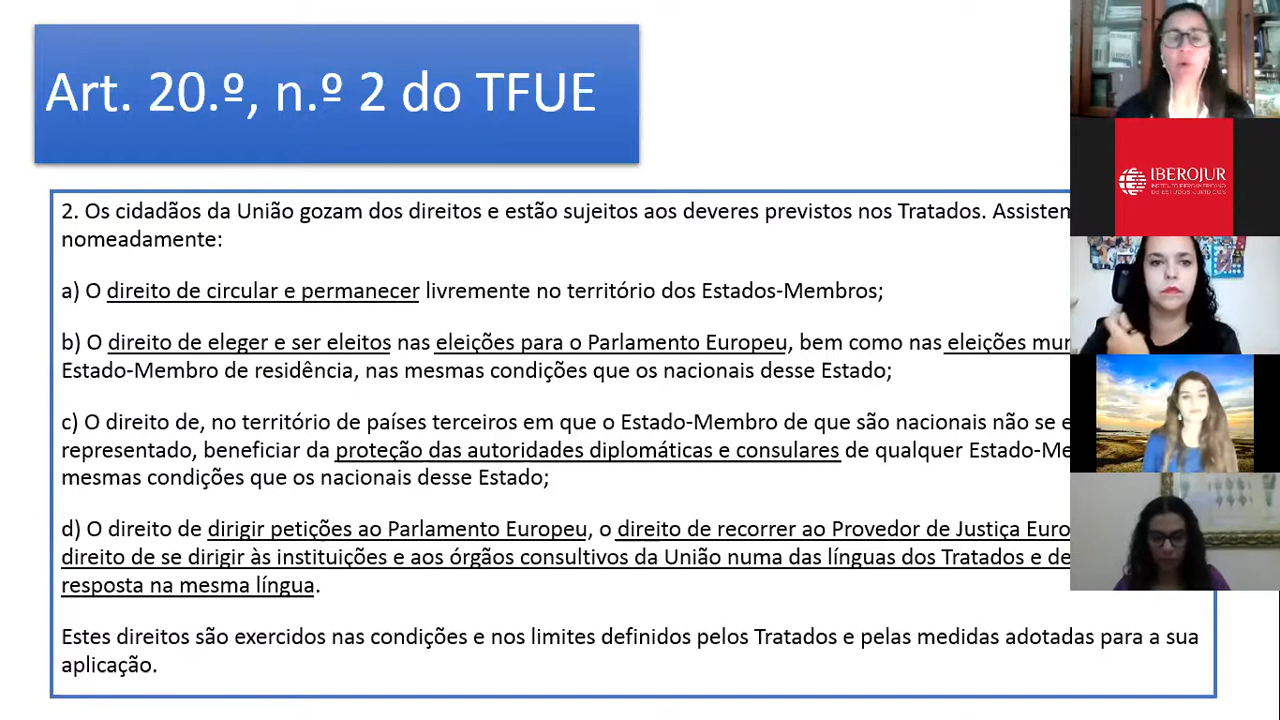 Art. 20.º, n.º 2 do TFUE
2. Os cidadãos da União gozam dos direitos e estão sujeitos aos deveres previstos nos Tratados. Assistem
nomeadamente:
a) O direito de circular e permanecer livremente no território dos Estados-Membros;
b) O direito de eleger e ser eleitos nas eleições para o Parlamento Europeu, bem como nas eleições mu
Estado-Membro de residência, nas mesmas condições que os nacionais desse Estado;
c) O direito de, no território de países terceiros em que o Estado-Membro de que são nacionais não se e
representado, beneficiar da proteção das autoridades diplomáticas e consulares de qualquer Estado-Me
mesmas condições que os nacionais desse Estado;
d) O direito de dirigir petições ao Parlamento Europeu, o direito de recorrer ao Provedor de Justiça Euro
direito de se dirigir às instituições e aos órgãos consultivos da União numa das línguas dos Tratados e de
resposta na mesma língua.
Estes direitos são exercidos nas condições e nos limites definidos pelos Tratados e pelas medidas adotadas para a sua
aplicação.
IBEROJUR
INSTITUTO IBEROAMERICANO
DE ESTUDOS JURÍDICOS